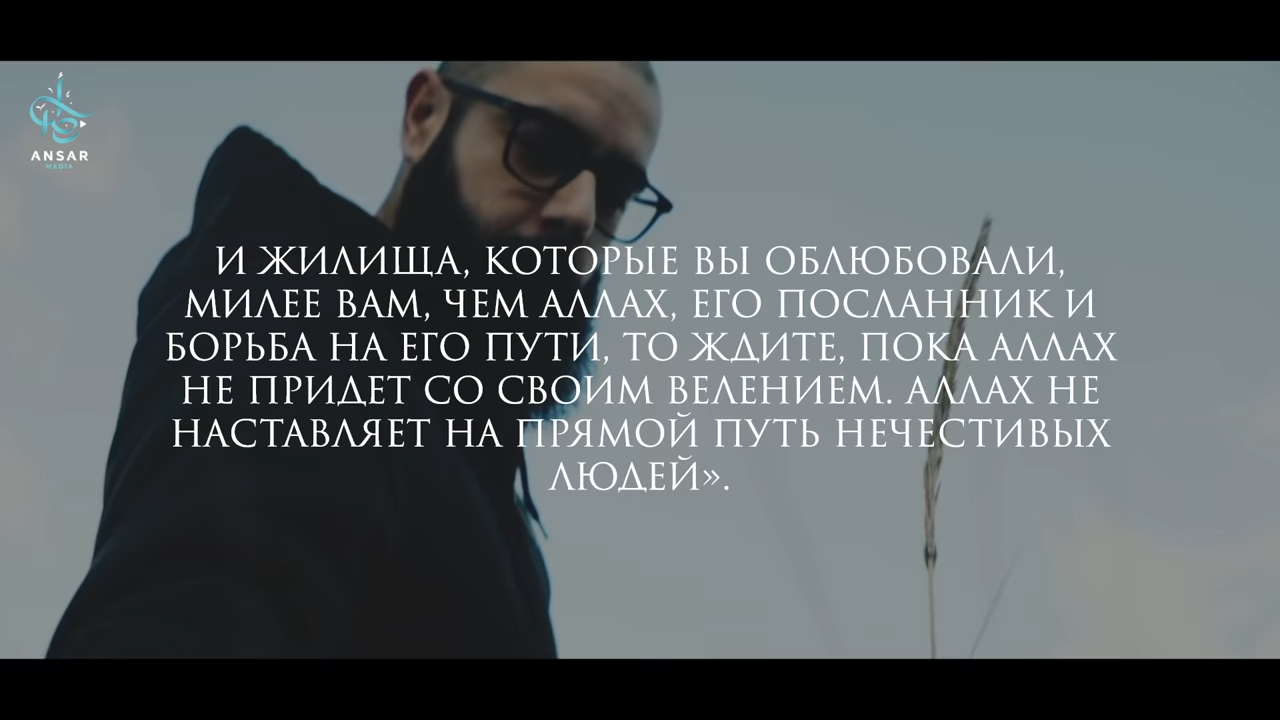 ANSAR
MEDIA
И ЖИЛИЩА, КОТОРЫЕ ВЫ ОБЛЮБОВАЛИ,
МИЛЕЕ ВАМ, ЧЕМ АЛЛАХ, ЕГО ПОСЛАННИК И
БОРЬБА НА ЕГО ПУТИ, ТО ЖДИТЕ, ПОКА АЛЛАХ
НЕ ПРИДЕТ СО СВОИМ ВЕЛЕНИЕМ. АЛЛАХ НЕ
НАСТАВЛЯЕТ НА ПРЯМОЙ ПУТЬ НЕЧЕСТИВЫХ
ЛЮДЕЙ».